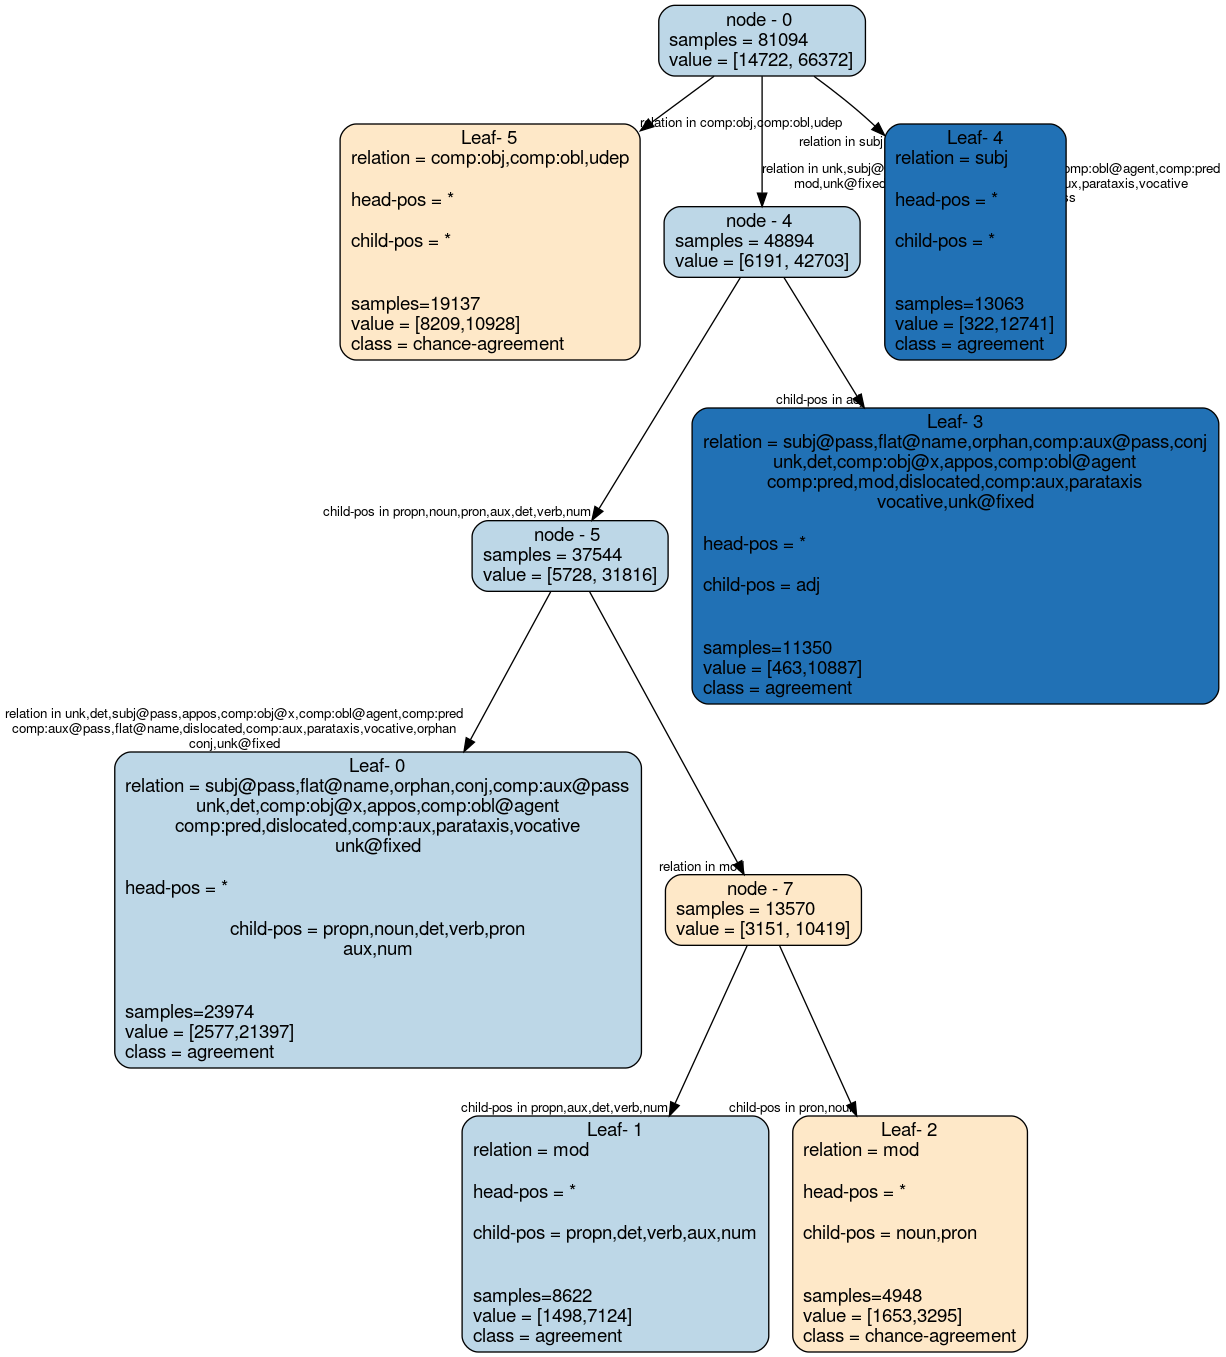 node - 0
samples = 81094
value = [14722, 66372]
relation in comp:obj,comp:obl,udep
relation in subj
relation in unk,subj@
omp:obl@agent,comp:pred
mod,unk@fixed
ux,parataxis,vocative
ss
Leaf- 5
relation = comp:obj,comp:obl,udep
head-pos = *
child-pos = *
samples=19137
value = [8209,10928]
class = chance-agreement
Leaf- 4
relation = subj
head-pos = *
child-pos = *
samples=13063
value = [322,12741]
class = agreement
node - 4
samples = 48894
value = [6191, 42703]
child-pos in propn,noun,pron,aux,det,verb,num
child-pos in
node - 5
samples = 37544
value = [5728, 31816]
Leaf- 3
relation = subj@pass,flat@name,orphan,comp:aux@pass,conj
unk,det,comp:obj@x,appos,comp:obl@agent
comp:pred,mod,dislocated,comp:aux,parataxis
vocative,unk@fixed
head-pos = *
child-pos = adj
samples=11350
value = [463,10887]
class = agreement
relation in unk,det,subj@pass,appos,comp:obj@x,comp:obl@agent,comp:pred
comp:aux@pass,flat@name,dislocated,comp:aux,parataxis,vocative,orphan
conj,unk@fixed
relation in mod
Leaf- 0
relation = subj@pass,flat@name,orphan,conj,comp:aux@pass
unk,det,comp:obj@x,appos,comp:obl@agent
comp:pred,dislocated,comp:aux,parataxis,vocative
unk@fixed
head-pos = *
child-pos = propn,noun,det,verb,pron
aux,num
samples=23974
value = [2577,21397]
class = agreement
node - 7
samples = 13570
value = [3151, 10419]
child-pos in propn,aux,det,verb,num
child-pos in pron,noun
Leaf- 1
relation = mod
head-pos = *
child-pos = propn,det,verb,aux,num
samples=8622
value = [1498,7124]
class = agreement
Leaf- 2
relation = mod
head-pos = *
child-pos = noun,pron
samples=4948
value = [1653,3295]
class = chance-agreement